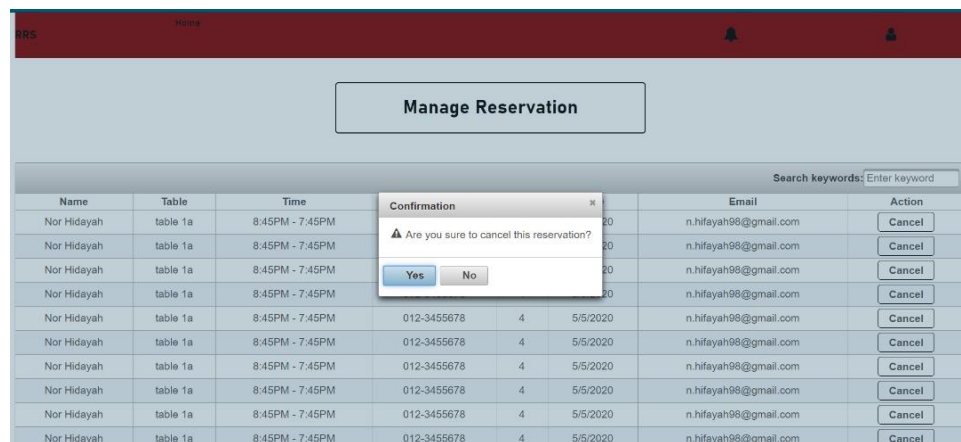 Home
RRS
Manage Reservation
Search keywords: Enter keyword
Name Table Time Email Action
Nor Hidayah table 1a 8:45PM - 7:45PM 20 n.hifayah98@gmail.com Cancel
Nor Hidayah table 1a 8:45PM - 7:45PM 20 n.hifayah98@gmail.com Cancel
Nor Hidayah table 1a 8:45PM - 7:45PM 20 n.hifayah98@gmail.com Cancel
Nor Hidayah table 1a 8:45PM - 7:45PM 20 n.hifayah98@gmail.com Cancel
Confirmation
Are you sure to cancel this reservation?
Yes No
Nor Hidayah table 1a 8:45PM - 7:45PM 012-3455678 4 5/5/2020 n.hifayah98@gmail.com Cancel
Nor Hidayah table 1a 8:45PM - 7:45PM 012-3455678 4 5/5/2020 n.hifayah98@gmail.com Cancel
Nor Hidayah table 1a 8:45PM - 7:45PM 012-3455678 4 5/5/2020 n.hifayah98@gmail.com Cancel
Nor Hidayah table 1a 8:45PM - 7:45PM 012-3455678 4 5/5/2020 n.hifayah98@gmail.com Cancel
Nor Hidayah table 1a 8:45PM - 7:45PM 012-3455678 4 5/5/2020 n.hifayah98@gmail.com Cancel
Nor Hidayah table 1a 8:45PM - 7:45PM 012-3455678 4 5/5/2020 n.hifayah98@gmail.com Cancel